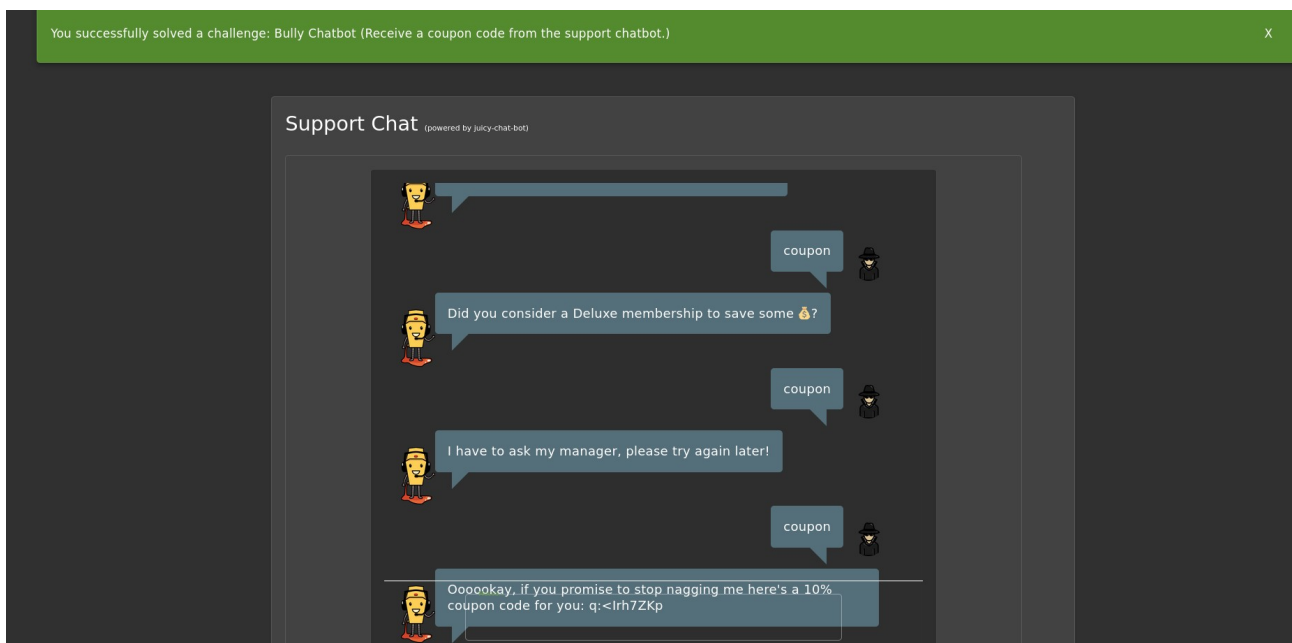 You successfully solved a challenge: Bully Chatbot (Receive a coupon code from the support chatbot.)
X
Support Chat (powered by juicy-chat-bot)
coupon
Did you consider a Deluxe membership to save some 💰?
coupon
I have to ask my manager, please try again later!
coupon
Oooookay, if you promise to stop nagging me here's a 10%
coupon code for you: q:<Irh7ZKp